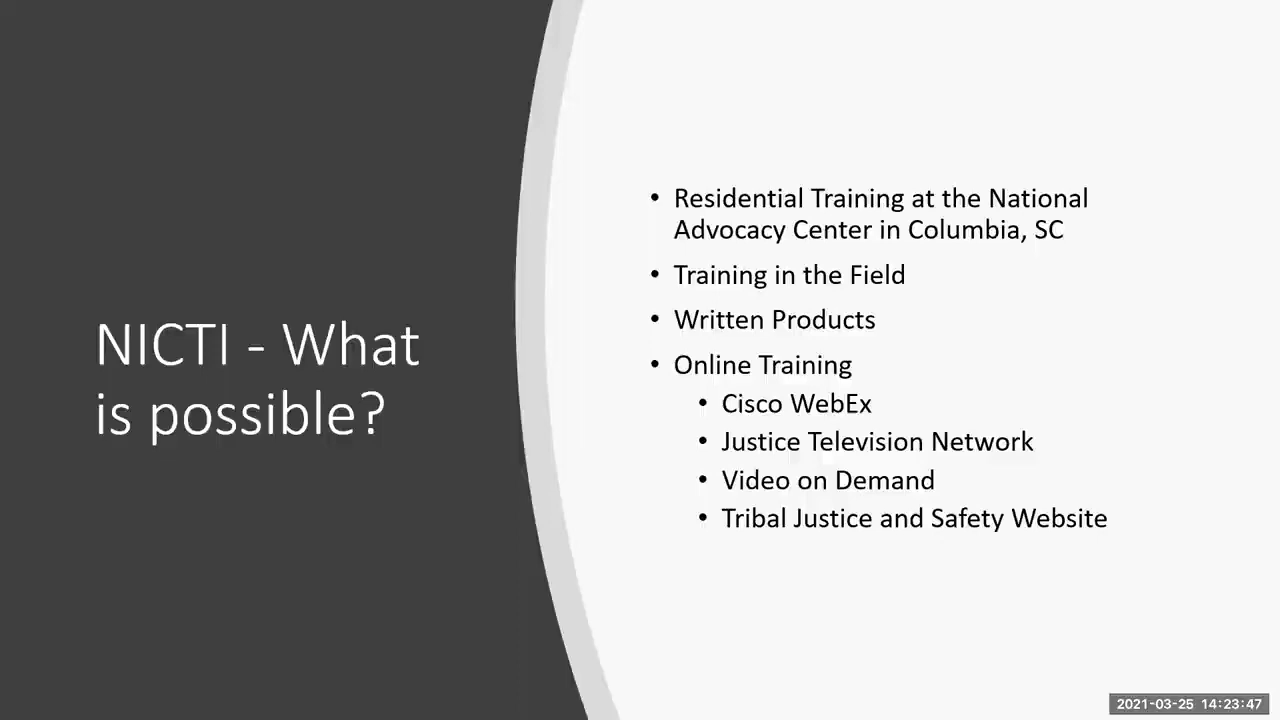 NICTI - What
is possible?
• Residential Training at the National
Advocacy Center in Columbia, SC
• Training in the Field
• Written Products
• Online Training
• Cisco WebEx
• Justice Television Network
• Video on Demand
• Tribal Justice and Safety Website
2021-03-25 14:23:47